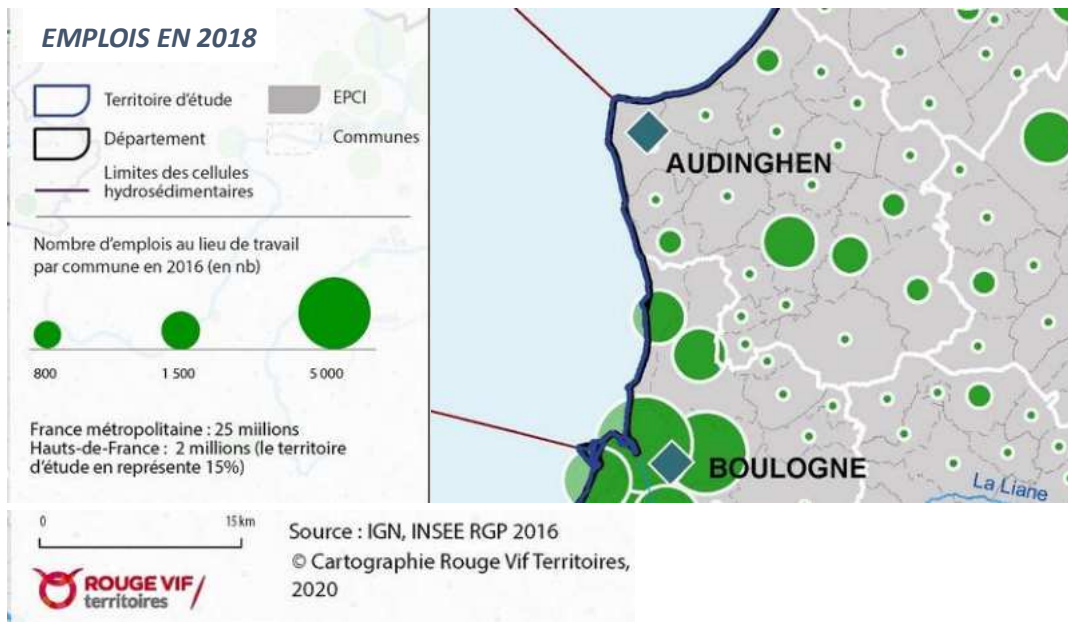 EMPLOIS EN 2018
Territoire d'étude
EPCI
Département
Communes
Limites des cellules
hydrosédimentaires
Nombre d'emplois au lieu de travail
par commune en 2016 (en nb)
800
1 500
5 000
France métropolitaine : 25 miilions
Hauts-de-France : 2 millions (le territoire
d'étude en représente 15%)
AUDINGHEN
BOULOGNE
La Liane
0
15 km
ROUGE VIF
territoires
Source : IGN, INSEE RGP 2016
© Cartographie Rouge Vif Territoires,
2020